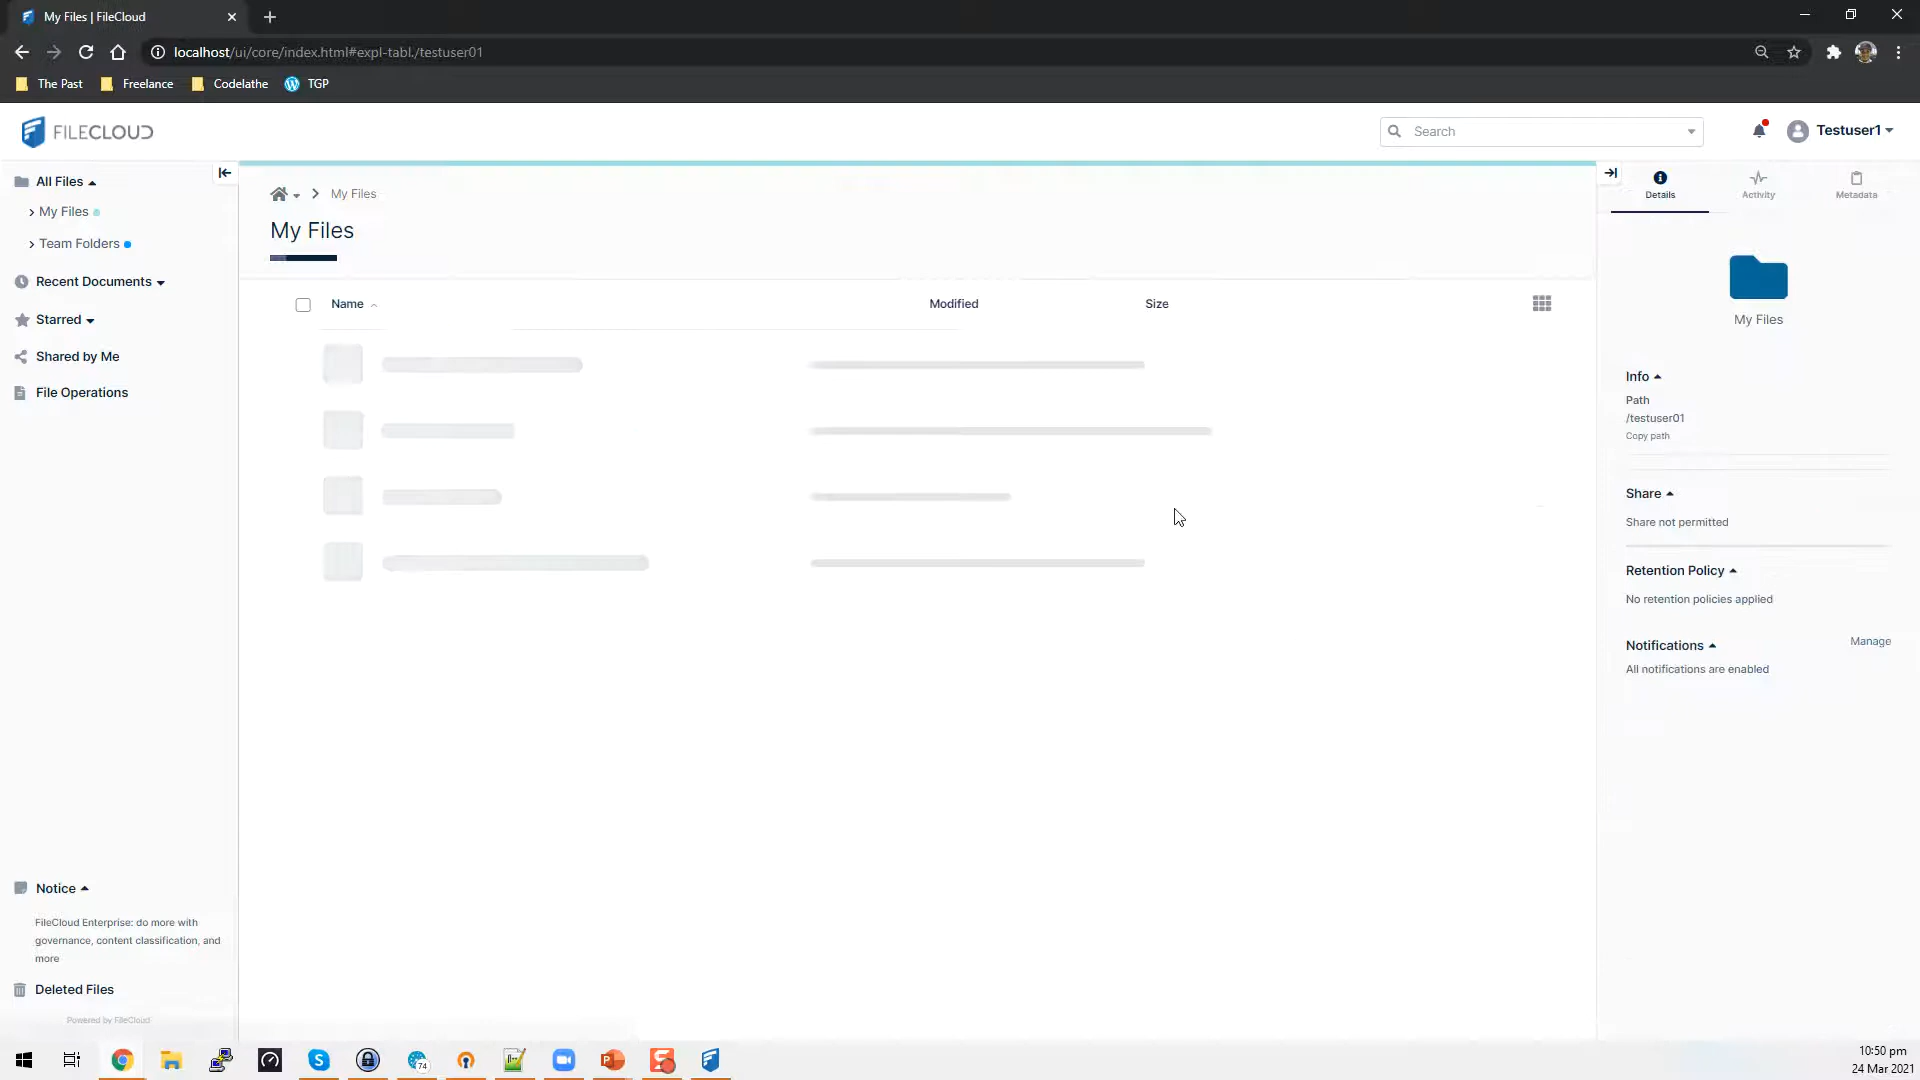 My Files | FileCloud
localhost/ui/core/index.html#expl-tabl./testuser01
The Past
Freelance
Codelathe
TGP
FILECLOUD
Search
Testuser1
All Files
My Files
Team Folders
Recent Documents
Starred
Shared by Me
File Operations
My Files
My Files
Name
Modified
Size
Details
Activity
Metadata
My Files
Info
Path
/testuser01
Copy path
Share
Share not permitted
Retention Policy
No retention policies applied
Notifications
Manage
All notifications are enabled
Notice
FileCloud Enterprise: do more with
governance, content classification, and
more
Deleted Files
Powered by FileCloud
74
10:50 pm
24 Mar 2021